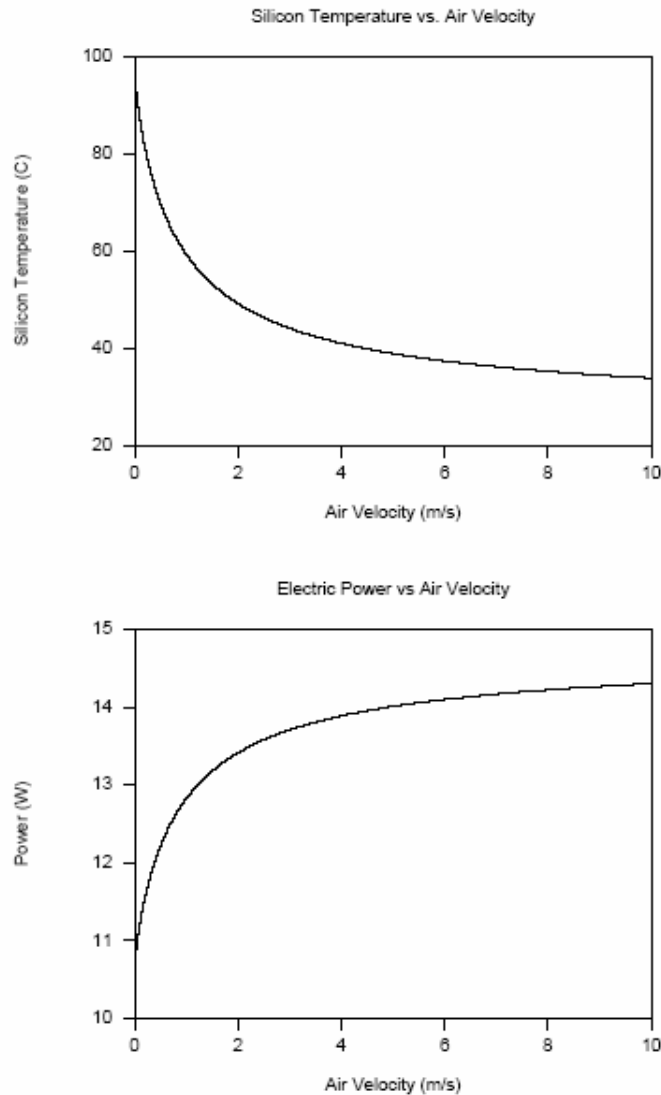 Silicon Temperature vs. Air Velocity
100
80
60
40
20
Silicon Temperature (C)
0 2 4 6 8 10
Air Velocity (m/s)
Electric Power vs Air Velocity
15
14
13
12
11
10
Power (W)
0 2 4 6 8 10
Air Velocity (m/s)